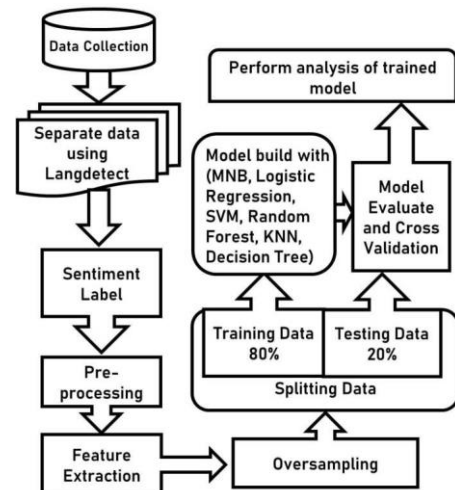 Data Collection
Separate data
using
Langdetect
Sentiment
Label
Pre-
processing
Feature
Extraction
Oversampling
Training Data
80%
Testing Data
20%
Splitting Data
Model build with
(MNB, Logistic
Regression,
SVM, Random
Forest, KNN,
Decision Tree)
Model
Evaluate
and Cross
Validation
Perform analysis of trained
model